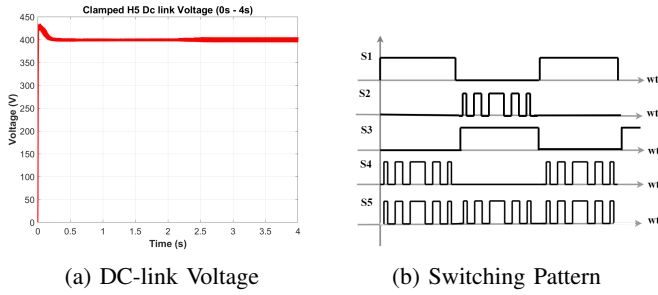 Clamped H5 Dc link Voltage (0s - 4s)
450
400
350
300
250
200
150
100
50
0
Voltage (V)
0
0.5
1
1.5
2
2.5
3
3.5
4
Time (s)
(a) DC-link Voltage
S1
wt
S2
wt
S3
wt
S4
wt
S5
wt
(b) Switching Pattern